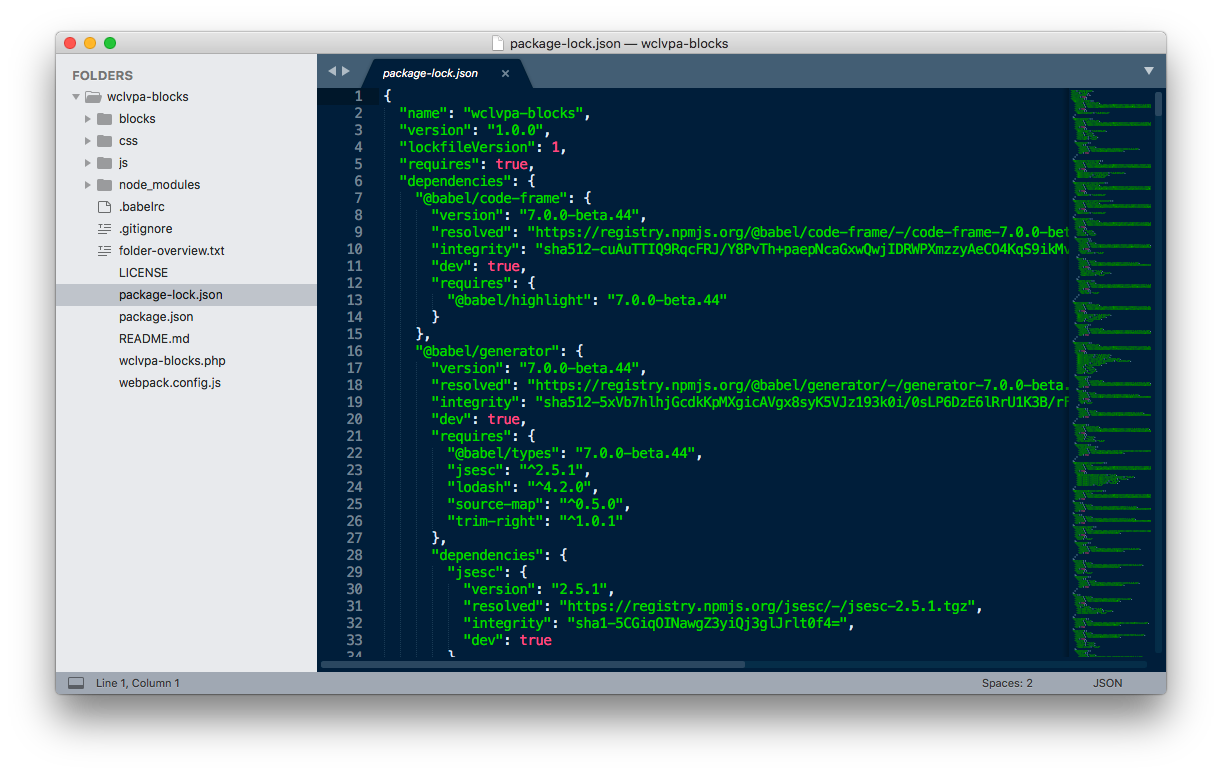 package-lock.json — wclvpa-blocks
FOLDERS
wclvpa-blocks
blocks
css
js
node_modules
.babelrc
.gitignore
folder-overview.txt
LICENSE
package-lock.json
package.json
README.md
wclvpa-blocks.php
webpack.config.js
package-lock.json ×
1 {
2 "name": "wclvpa-blocks",
3 "version": "1.0.0",
4 "lockfileVersion": 1,
5 "requires": true,
6 "dependencies": {
7 "@babel/code-frame": {
8 "version": "7.0.0-beta.44",
9 "resolved": "https://registry.npmjs.org/@babel/code-frame/-/code-frame-7.0.0-bet
10 "integrity": "sha512-cuAuTTIQ9RqcFRJ/Y8PvTh+paepNcaGxwQwjIDRWPXmzzyAeCO4KqS9ikMv
11 "dev": true,
12 "requires": {
13 "@babel/highlight": "7.0.0-beta.44"
14 }
15 },
16 "@babel/generator": {
17 "version": "7.0.0-beta.44",
18 "resolved": "https://registry.npmjs.org/@babel/generator/-/generator-7.0.0-beta.
19 "integrity": "sha512-5xVb7hlhjGcdkKpMXgicAVgx8syK5VJz193k0i/0sLP6DzE6lRrU1K3B/rF
20 "dev": true,
21 "requires": {
22 "@babel/types": "7.0.0-beta.44",
23 "jsesc": "^2.5.1",
24 "lodash": "^4.2.0",
25 "source-map": "^0.5.0",
26 "trim-right": "^1.0.1"
27 },
28 "dependencies": {
29 "jsesc": {
30 "version": "2.5.1",
31 "resolved": "https://registry.npmjs.org/jsesc/-/jsesc-2.5.1.tgz",
32 "integrity": "sha1-5CGiqOINawgZ3yiQj3glJrlt0f4=",
33 "dev": true
34 }
Line 1, Column 1
Spaces: 2
JSON